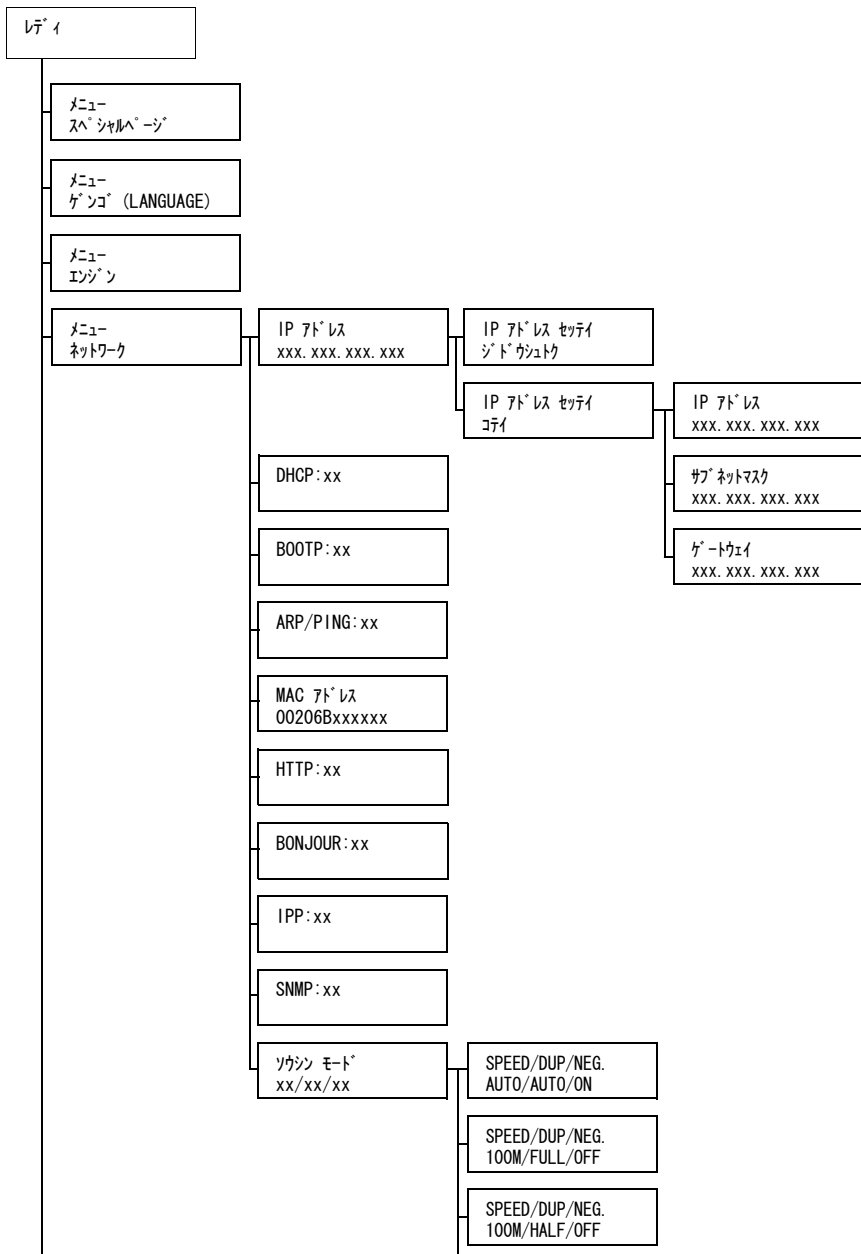 ﾚﾃﾞｨ
ﾒﾆｭｰ
ｽﾍﾟｼｬﾙﾍﾟｰｼﾞ
ﾒﾆｭｰ
ｹﾞﾝｺﾞ (LANGUAGE)
ﾒﾆｭｰ
ｴﾝｼﾞﾝ
ﾒﾆｭｰ
ﾈｯﾄﾜｰｸ
IP ｱﾄﾞﾚｽ
xxx.xxx.xxx.xxx
IP ｱﾄﾞﾚｽ ｾｯﾃｲ
ｼﾞﾄﾞｳｼｭﾄｸ
IP ｱﾄﾞﾚｽ ｾｯﾃｲ
ｺﾃｲ
IP ｱﾄﾞﾚｽ
xxx.xxx.xxx.xxx
ｻﾌﾞﾈｯﾄﾏｽｸ
xxx.xxx.xxx.xxx
ｹﾞｰﾄｳｪｲ
xxx.xxx.xxx.xxx
DHCP:xx
BOOTP:xx
ARP/PING:xx
MAC ｱﾄﾞﾚｽ
00206Bxxxxxx
HTTP:xx
BONJOUR:xx
IPP:xx
SNMP:xx
ｿｳｼﾝ ﾓｰﾄﾞ
xx/xx/xx
SPEED/DUP/NEG.
AUTO/AUTO/ON
SPEED/DUP/NEG.
100M/FULL/OFF
SPEED/DUP/NEG.
100M/HALF/OFF